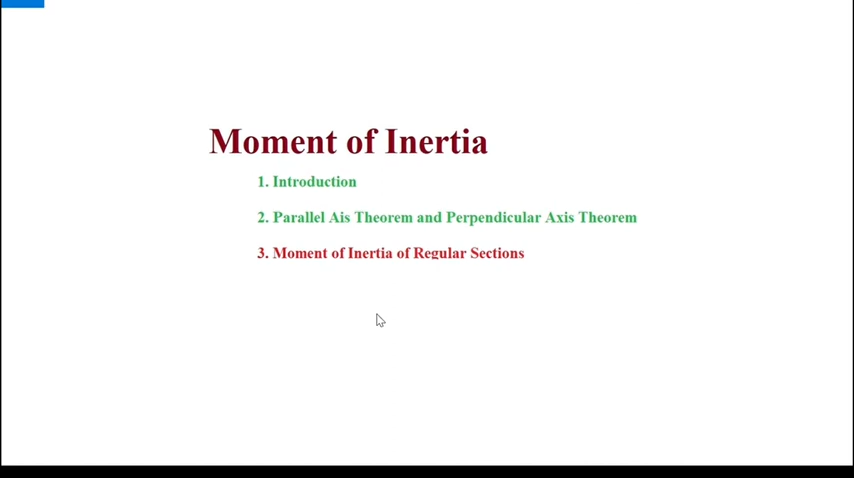 Moment of Inertia
1. Introduction
2. Parallel Ais Theorem and Perpendicular Axis Theorem
3. Moment of Inertia of Regular Sections